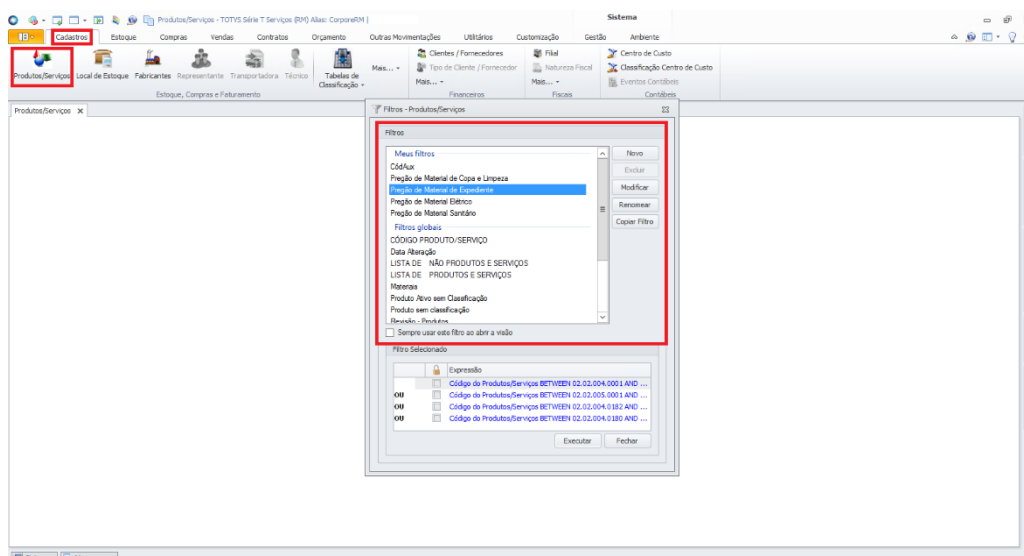 Produtos/Serviços - TOTVS Série T Serviços (RM) Alias: CorporeRM |
Sistema
Cadastros Estoque Compras Vendas Contratos Orçamento Outras Movimentações Utilitários Customização Gestão Ambiente
Produtos/Serviços Local de Estoque Fabricantes Representante Transportadora Técnico Tabelas de Classificação
Estoque, Compras e Faturamento
Mais...
Clientes / Fornecedores
Tipo de Cliente / Fornecedor
Mais...
Financeiros
Filial
Natureza Fiscal
Mais...
Fiscais
Centro de Custo
Classificação Centro de Custo
Eventos Contábeis
Contábeis
Produtos/Serviços X
Filtros - Produtos/Serviços
Filtros
Meus filtros
CódAux
Pregão de Material de Copa e Limpeza
Pregão de Material de Expediente
Pregão de Material Elétrico
Pregão de Material Sanitário
Filtros globais
CÓDIGO PRODUTO/SERVIÇO
Data Alteração
LISTA DE NÃO PRODUTOS E SERVIÇOS
LISTA DE PRODUTOS E SERVIÇOS
Materiais
Produto Ativo sem Classificação
Produto sem classificação
Revisão - Produtos
Novo
Excluir
Modificar
Renomear
Copiar Filtro
Sempre usar este filtro ao abrir a visão
Filtro Selecionado
Expressão
Código do Produtos/Serviços BETWEEN 02.02.004.0001 AND ...
OU Código do Produtos/Serviços BETWEEN 02.02.005.0001 AND ...
OU Código do Produtos/Serviços BETWEEN 02.02.004.0182 AND ...
OU Código do Produtos/Serviços BETWEEN 02.02.004.0180 AND ...
Executar Fechar